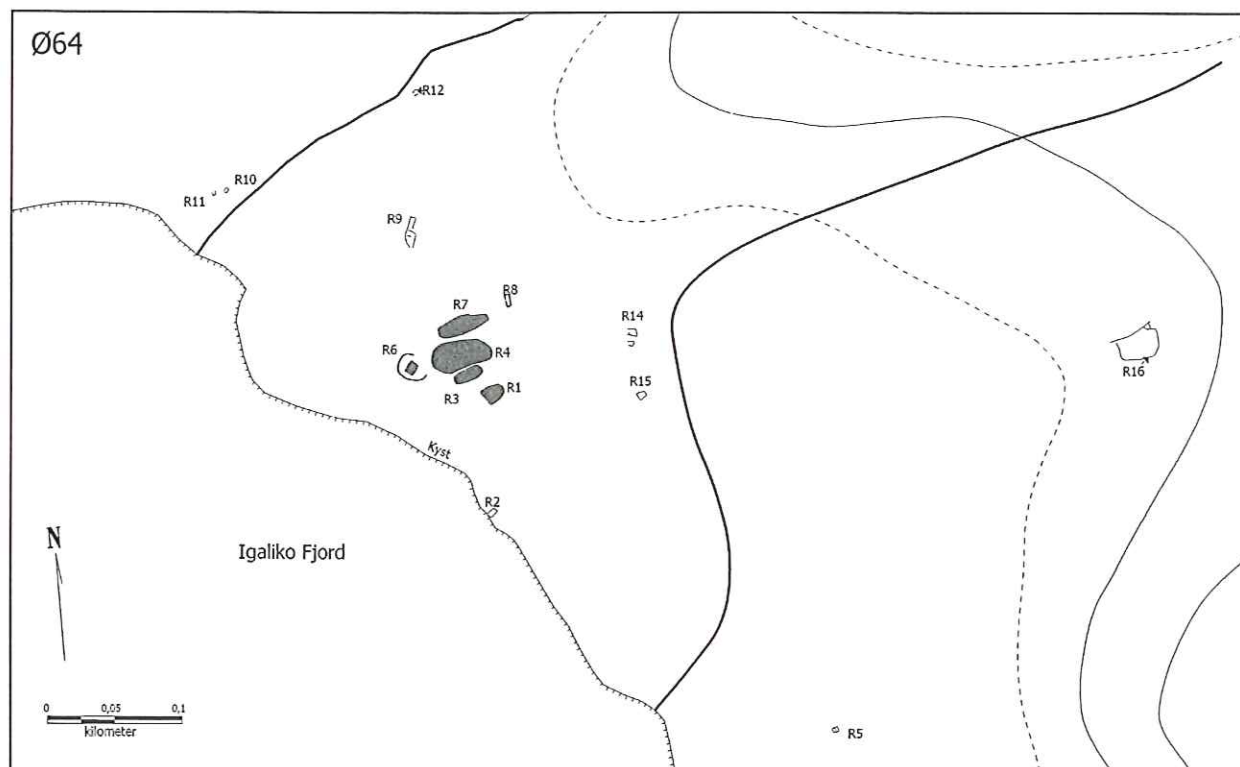 Ø64
R12
R10
R11
R9
R8
R7
R14
R6
R4
R16
R3
R1
R15
Kyst
R2
N
Igaliko Fjord
0 0,05 0,1
kilometer
R5